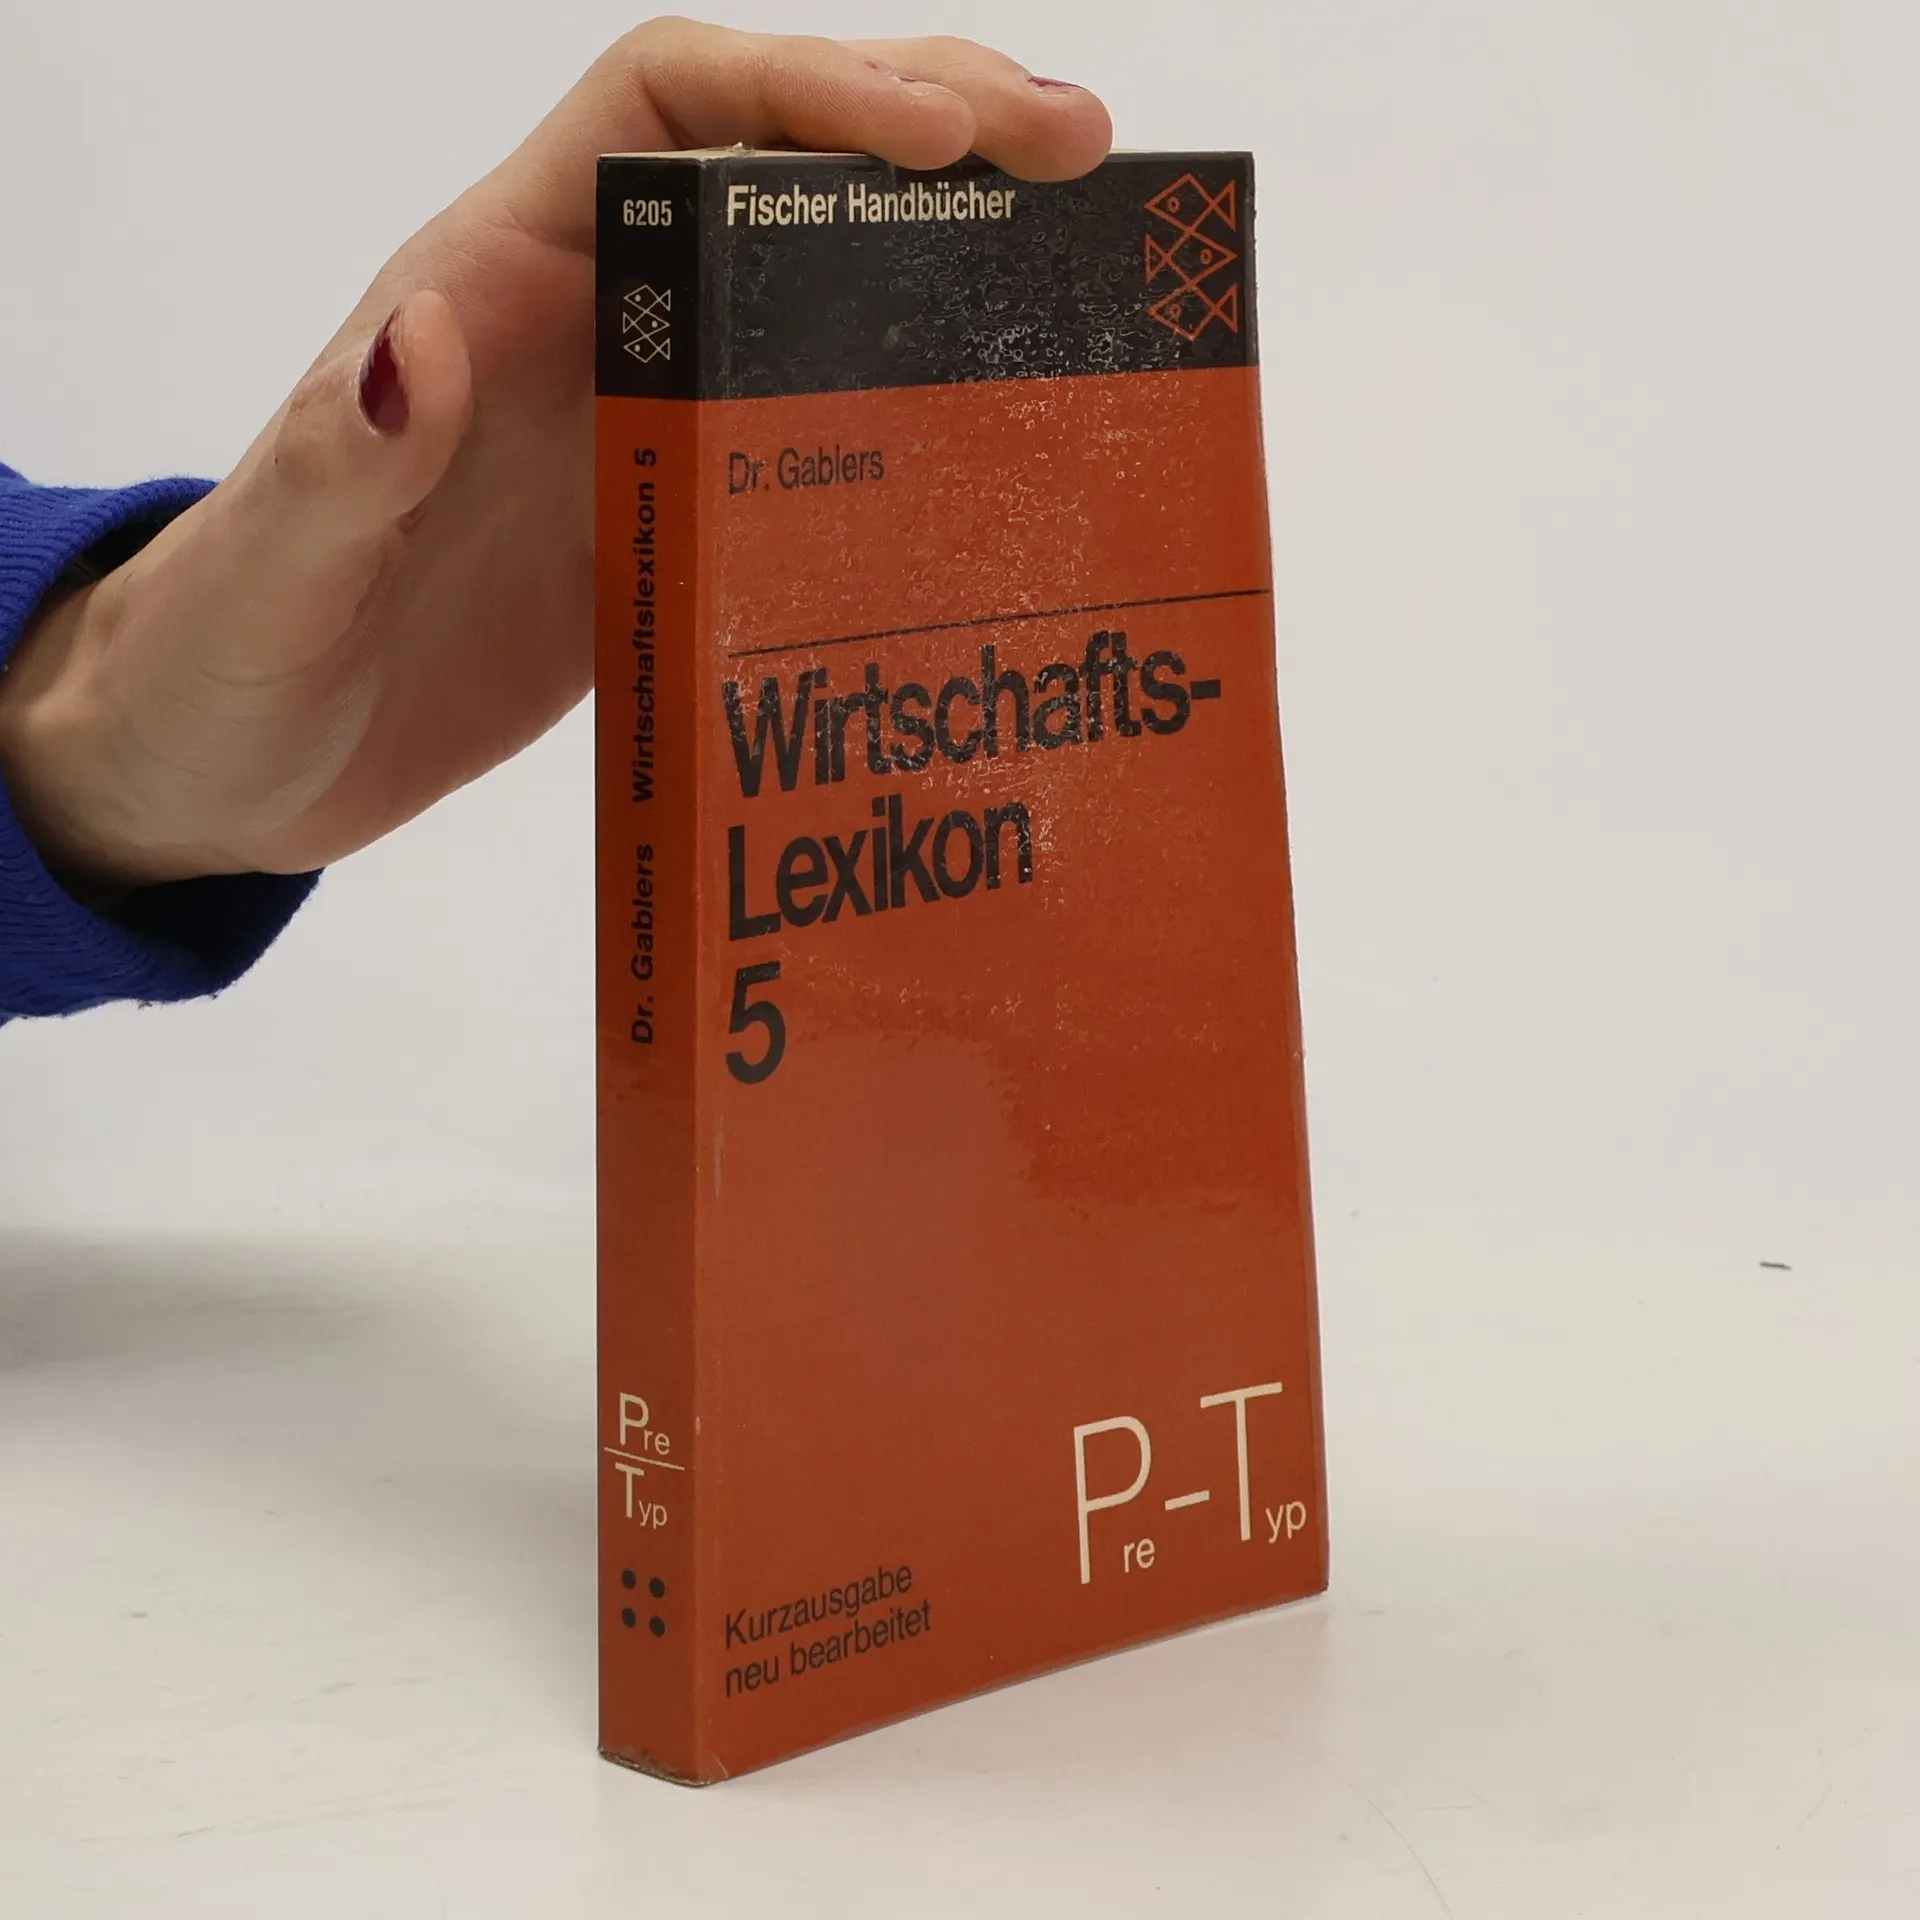 6205
Dr. Gablers Wirtschaftslexikon 5
Pre
Typ
Fischer Handbücher
Dr. Gablers
Wirtschafts-
Lexikon
5
Pre-Typ
Kurzausgabe
neu bearbeitet